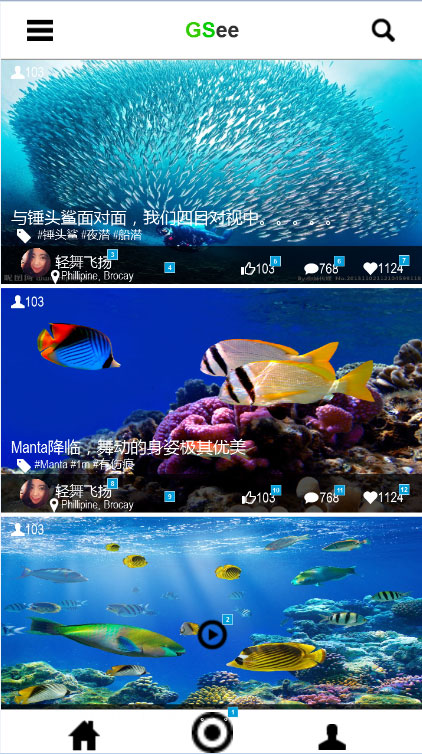 GSee
103
与锤头鲨面对面，我们四目对视中。。。。。。
#锤头鲨 #夜潜 #船潜
轻舞飞扬 3
Phillipine, Brocay
4
103 5
768 6
1124 7
103
Manta降临，舞动的身姿极其优美
#Manta #1m #有伤痕
轻舞飞扬 8
Phillipine, Brocay
9
103 10
768 11
1124 12
103
2
1